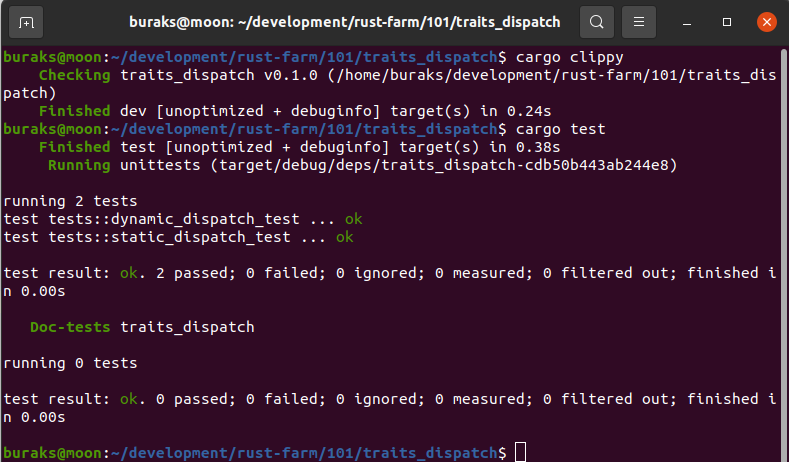 buraks@moon: ~/development/rust-farm/101/traits_dispatch
buraks@moon:~/development/rust-farm/101/traits_dispatch$ cargo clippy
    Checking traits_dispatch v0.1.0 (/home/buraks/development/rust-farm/101/traits_dis
patch)
    Finished dev [unoptimized + debuginfo] target(s) in 0.24s
buraks@moon:~/development/rust-farm/101/traits_dispatch$ cargo test
    Finished test [unoptimized + debuginfo] target(s) in 0.38s
     Running unittests (target/debug/deps/traits_dispatch-cdb50b443ab244e8)
running 2 tests
test tests::dynamic_dispatch_test ... ok
test tests::static_dispatch_test ... ok
test result: ok. 2 passed; 0 failed; 0 ignored; 0 measured; 0 filtered out; finished i
n 0.00s
   Doc-tests traits_dispatch
running 0 tests
test result: ok. 0 passed; 0 failed; 0 ignored; 0 measured; 0 filtered out; finished i
n 0.00s
buraks@moon:~/development/rust-farm/101/traits_dispatch$